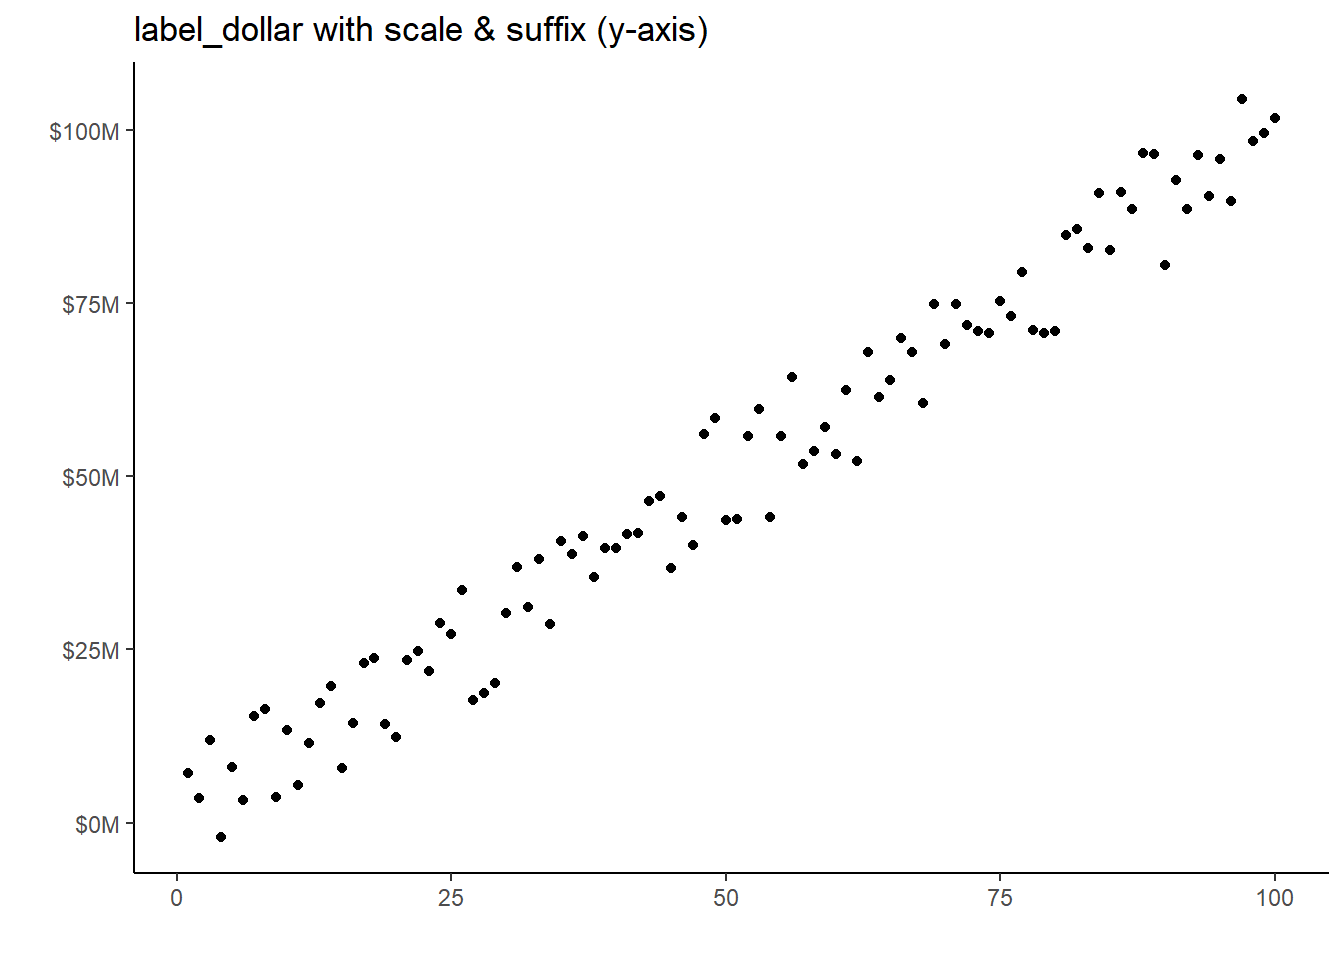 label_dollar with scale & suffix (y-axis)
$100M
$75M
$50M
$25M
$0M
0 25 50 75 100